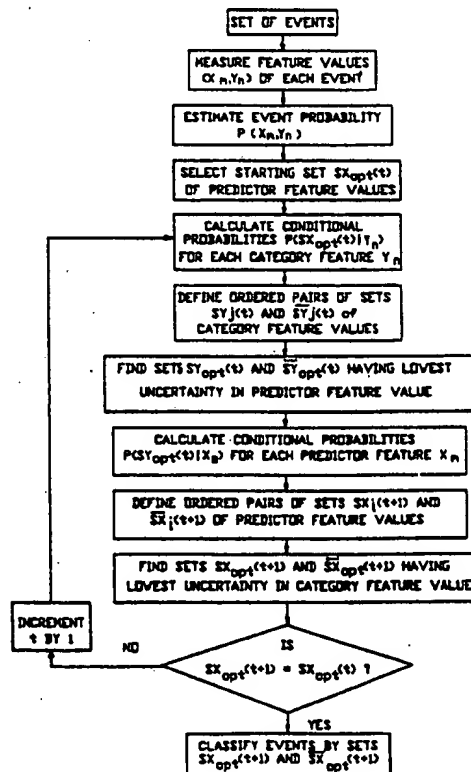 SET OF EVENTS
MEASURE FEATURE VALUES
(Xm,Yn) OF EACH EVENT
ESTIMATE EVENT PROBABILITY
P (Xm,Yn)
SELECT STARTING SET SXopt(t)
OF PREDICTOR FEATURE VALUES
CALCULATE CONDITIONAL
PROBABILITIES P(SXopt(t)|Yn)
FOR EACH CATEGORY FEATURE Yn
DEFINE ORDERED PAIRS OF SETS
SYj(t) AND S̅Y̅j(t) of
CATEGORY FEATURE VALUES
FIND SETS SYopt(t) AND S̅Y̅opt(t) HAVING LOWEST
UNCERTAINTY IN PREDICTOR FEATURE VALUE
CALCULATE CONDITIONAL PROBABILITIES
P(SYopt(t)|Xm) FOR EACH PREDICTOR FEATURE Xm
DEFINE ORDERED PAIRS OF SETS SXi(t+1) AND
S̅X̅i(t+1) OF PREDICTOR FEATURE VALUES
FIND SETS SXopt(t+1) AND S̅X̅opt(t+1) HAVING
LOWEST UNCERTAINTY IN CATEGORY FEATURE VALUE
INCREMENT
t BY 1
NO
IS
SXopt(t+1) = SXopt(t) ?
YES
CLASSIFY EVENTS BY SETS
SXopt(t+1) AND S̅X̅opt(t+1)